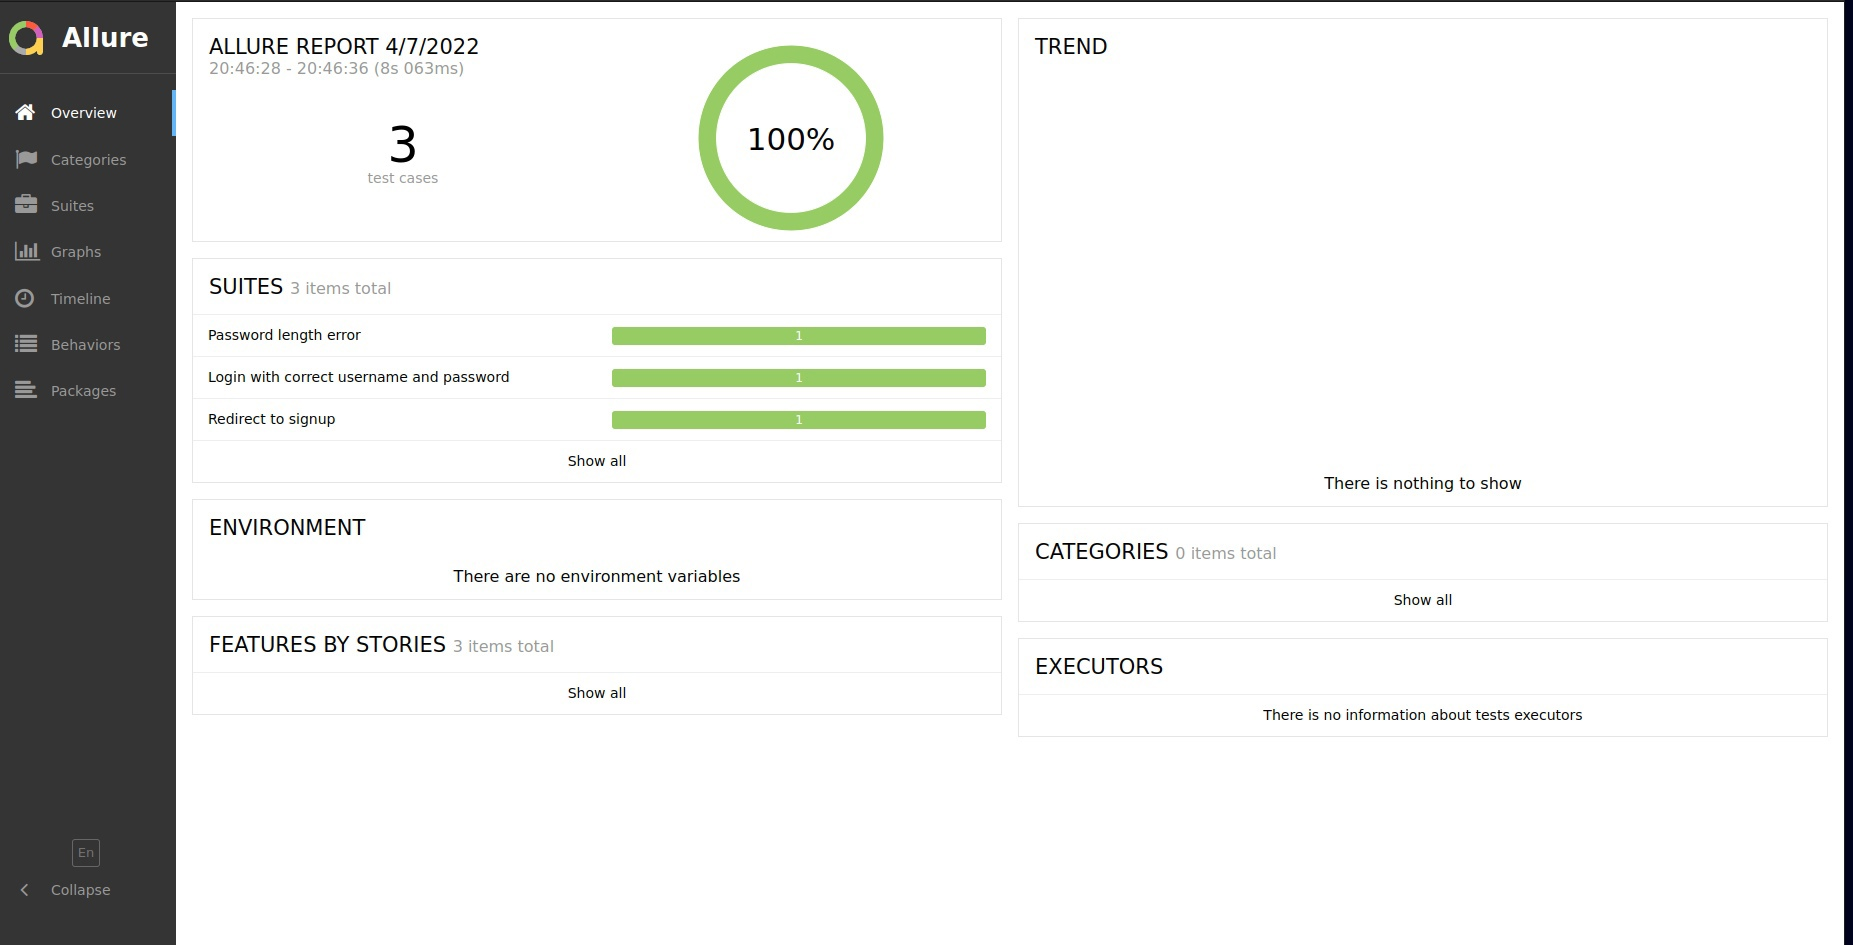 Allure
Overview
Categories
Suites
Graphs
Timeline
Behaviors
Packages
En
Collapse
ALLURE REPORT 4/7/2022
20:46:28 - 20:46:36 (8s 063ms)
3
test cases
100%
SUITES 3 items total
Password length error 1
Login with correct username and password 1
Redirect to signup 1
Show all
ENVIRONMENT
There are no environment variables
FEATURES BY STORIES 3 items total
Show all
TREND
There is nothing to show
CATEGORIES 0 items total
Show all
EXECUTORS
There is no information about tests executors